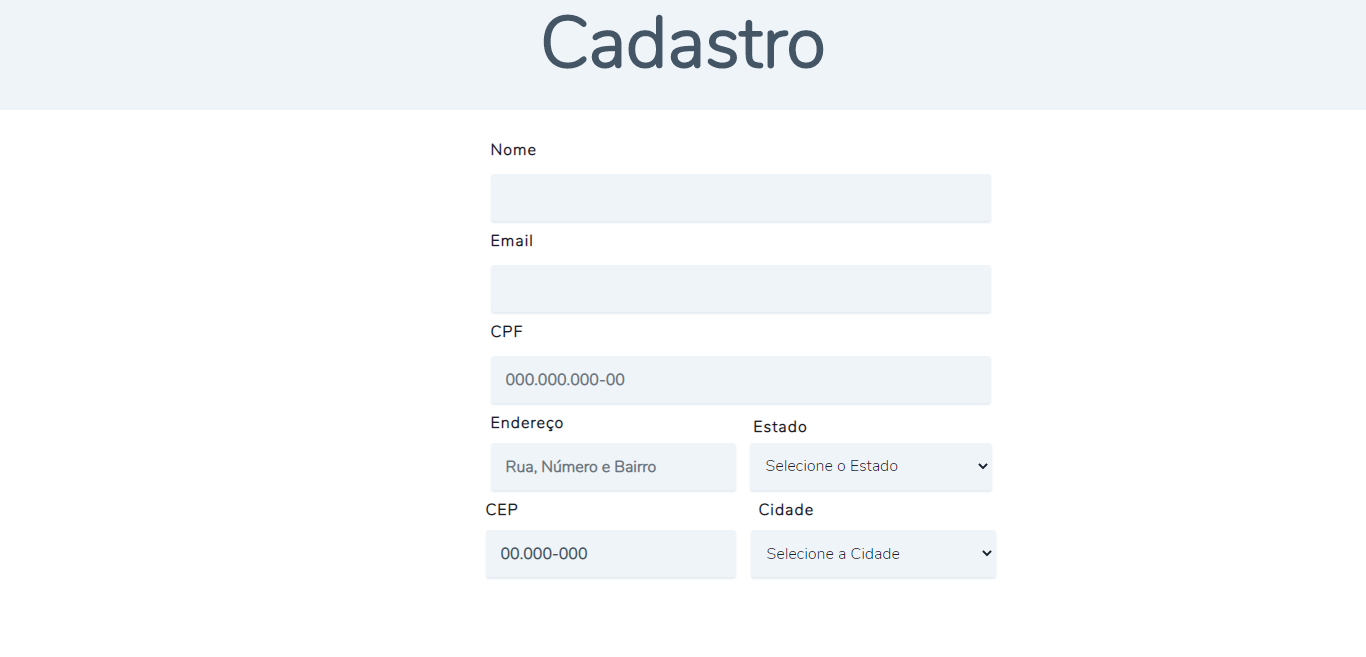 Cadastro
Nome
Email
CPF
000.000.000-00
Endereço
Estado
Rua, Número e Bairro
Selecione o Estado
CEP
Cidade
00.000-000
Selecione a Cidade